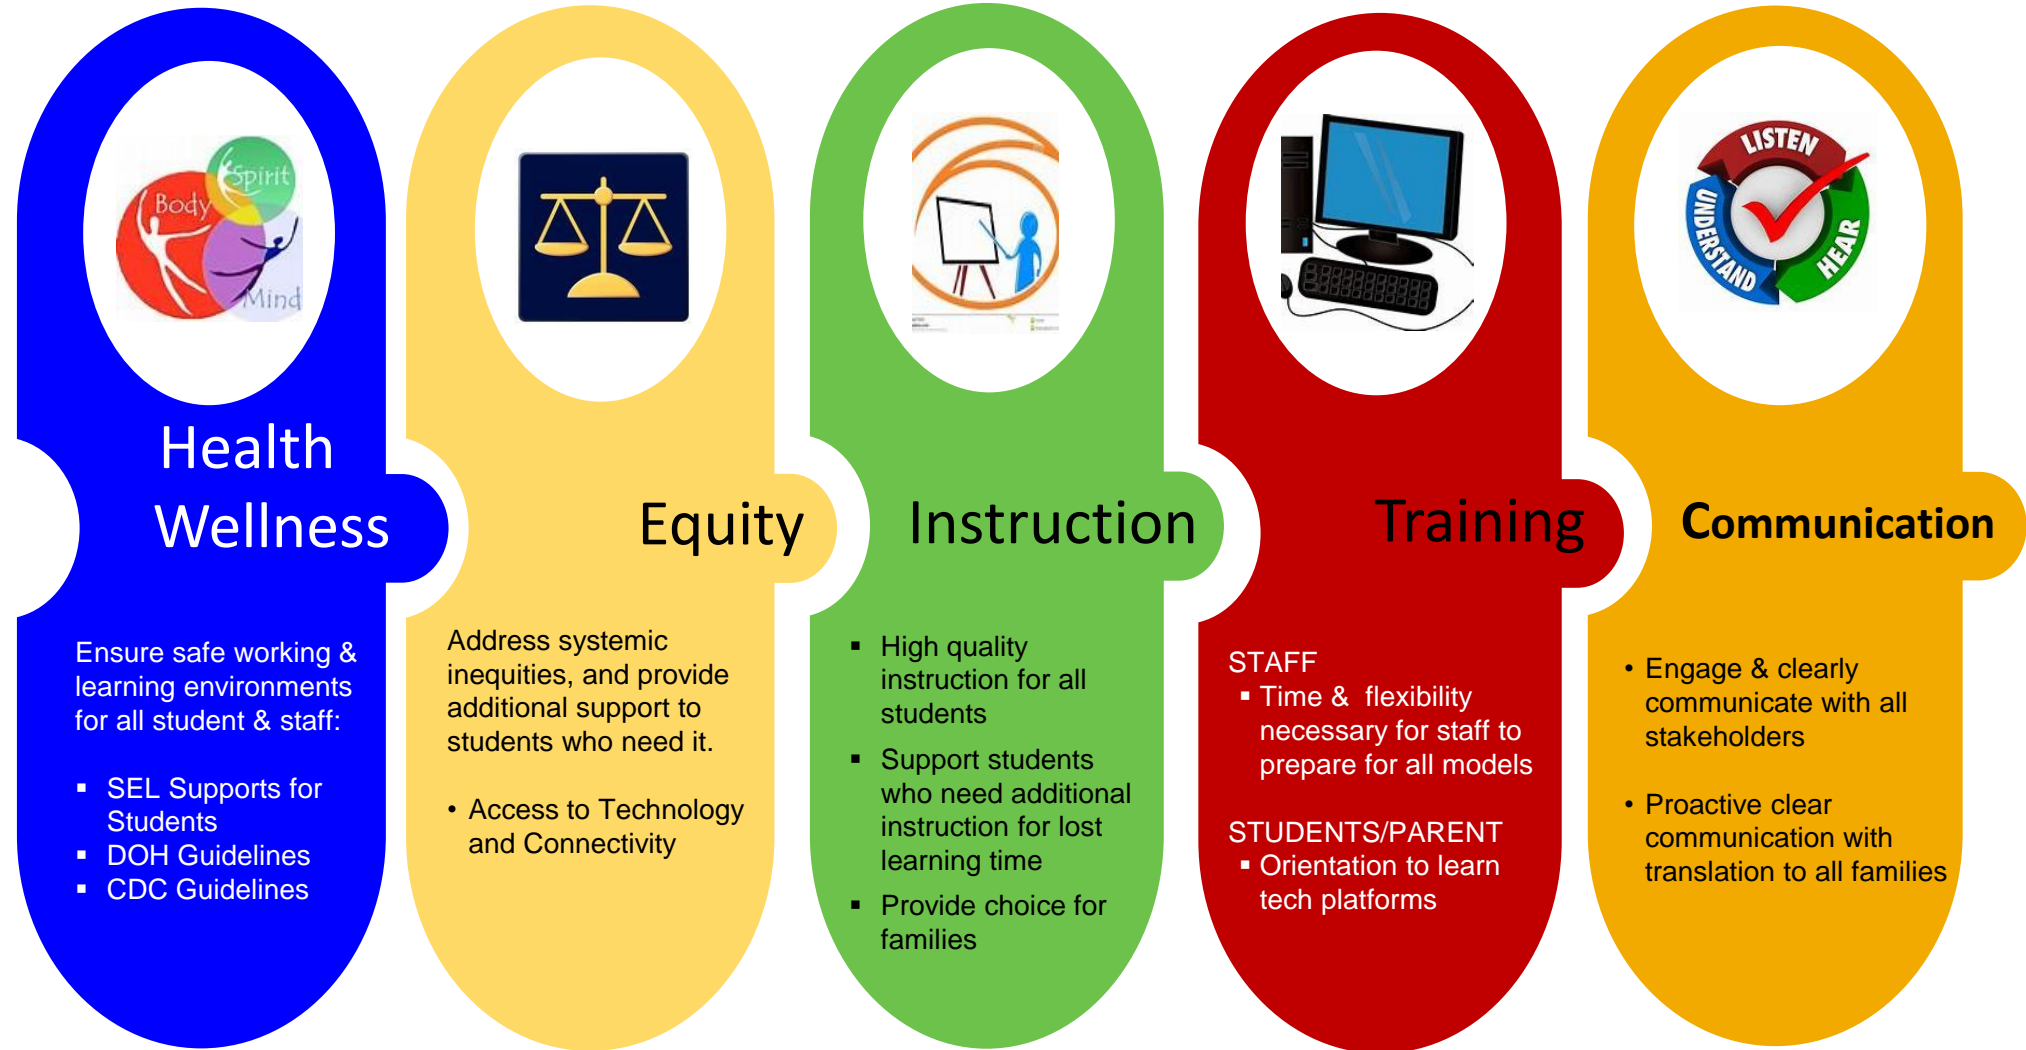 Spirit
Body
Mind
Health
Wellness
Ensure safe working &
learning environments
for all student & staff:
▪ SEL Supports for
Students
▪ DOH Guidelines
▪ CDC Guidelines
Equity
Address systemic
inequities, and provide
additional support to
students who need it.
• Access to Technology
and Connectivity
Instruction
▪ High quality
instruction for all
students
▪ Support students
who need additional
instruction for lost
learning time
▪ Provide choice for
families
Training
STAFF
▪ Time & flexibility
necessary for staff to
prepare for all models
STUDENTS/PARENT
▪ Orientation to learn
tech platforms
LISTEN
HEAR
UNDERSTAND
Communication
• Engage & clearly
communicate with all
stakeholders
• Proactive clear
communication with
translation to all families